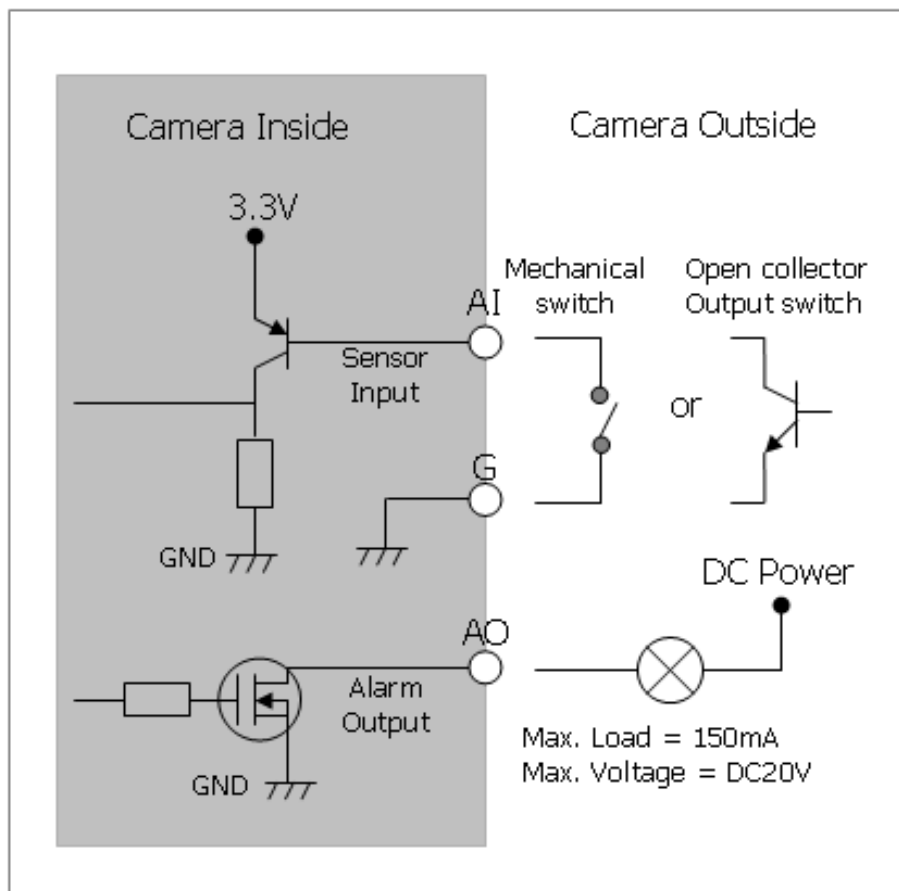 Camera Inside
Camera Outside
3.3V
Mechanical
switch
Open collector
Output switch
AI
Sensor
Input
or
G
GND
DC Power
AO
Alarm
Output
Max. Load = 150mA
Max. Voltage = DC20V
GND